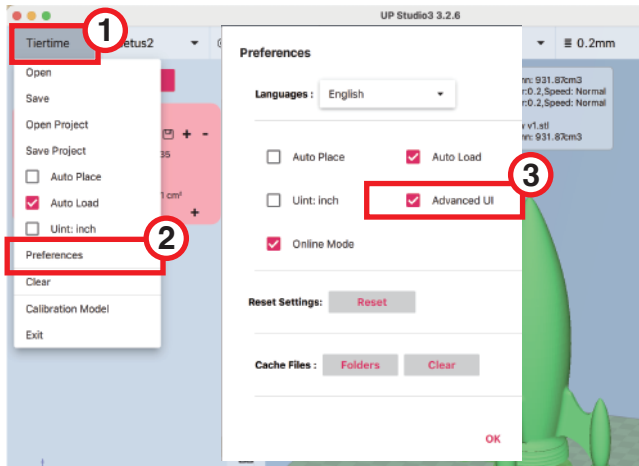 UP Studio3 3.2.6
1
Tiertime
etus2
0.2mm
Open
Save
Open Project
Save Project
Auto Place
Auto Load
Uint: inch
2
Preferences
Clear
Calibration Model
Exit
35
1 cm³
Preferences
Languages :
English
Auto Place
Auto Load
3
Uint: inch
Advanced UI
Online Mode
Reset Settings:
Reset
Cache Files :
Folders
Clear
OK
nn: 931.87cm3
r:0.2,Speed: Normal
r:0.2,Speed: Normal
v v1.stl
nn: 931.87cm3